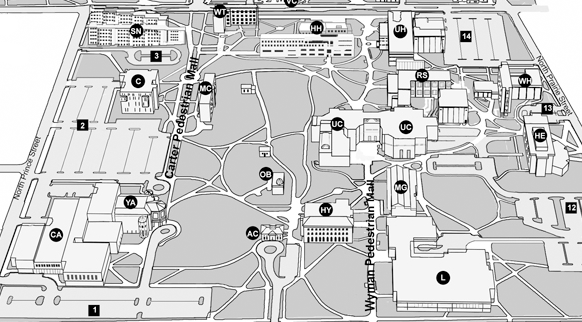 WT
VC
SN
HH
UH
14
3
RS
C
MC
WH
North Prince Street
13
2
Carter Pedestrian Mall
UC
UC
HE
North Prince Street
OB
MG
YA
HY
12
CA
AC
Wyman Pedestrian Mall
L
1